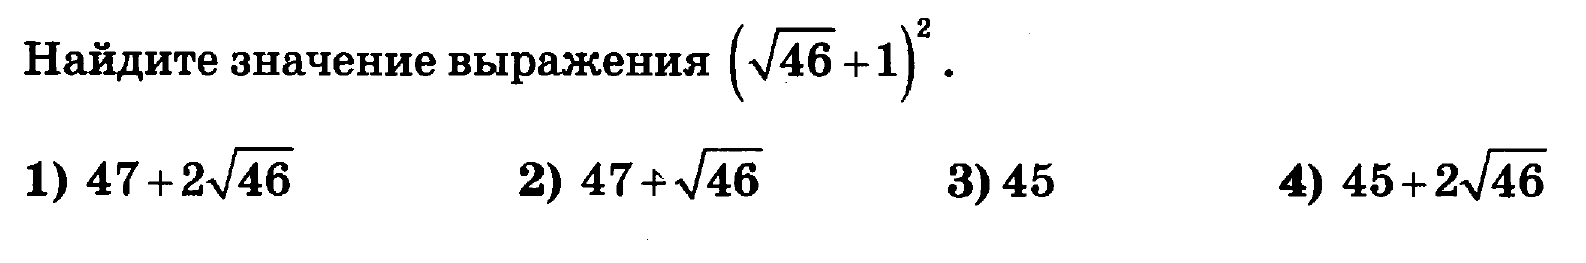 Найдите значение выражения (√46 + 1)².
1) 47 + 2√46 2) 47 + √46 3) 45 4) 45 + 2√46